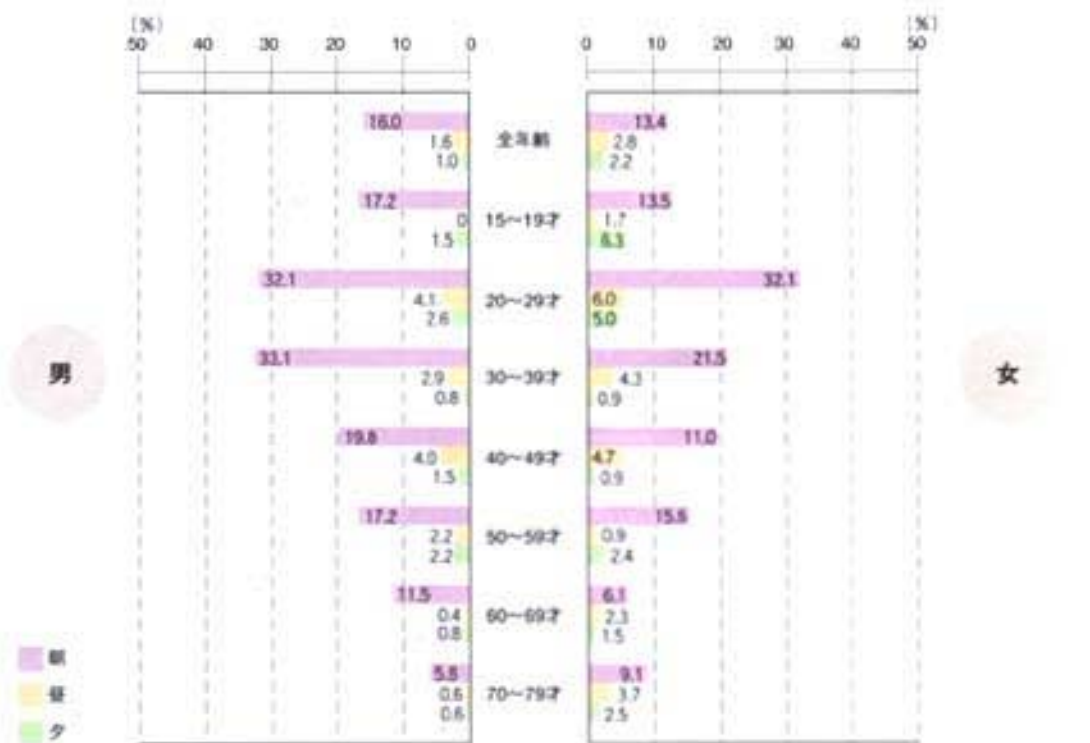 (%) (%)
50 40 30 20 10 0 0 10 20 30 40 50
16.0 全年齢 13.4
1.6 2.8
1.0 2.2
17.2 15〜19才 13.5
0 1.7
1.5 6.3
32.1 20〜29才 32.1
4.1 6.0
2.6 5.0
33.1 30〜39才 21.5
2.9 4.3
0.8 0.9
19.8 40〜49才 11.0
4.0 4.7
1.5 0.9
17.2 50〜59才 15.6
2.2 0.9
2.2 2.4
11.5 60〜69才 6.1
0.4 2.3
0.8 1.5
5.8 70〜79才 9.1
0.6 3.7
0.6 2.5
男
女
朝
昼
夕